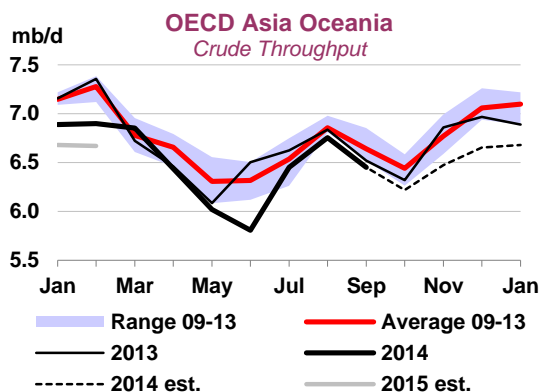 OECD Asia Oceania
mb/d
Crude Throughput
7.5
7.0
6.5
6.0
5.5
Jan Mar May Jul Sep Nov Jan
Range 09-13 Average 09-13
2013 2014
2014 est. 2015 est.